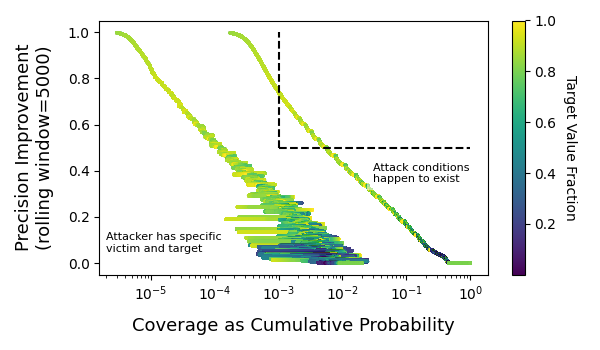 Precision Improvement
(rolling window=5000)
1.0
0.8
0.6
0.4
0.2
0.0
Attack conditions
happen to exist
Attacker has specific
victim and target
10⁻⁵ 10⁻⁴ 10⁻³ 10⁻² 10⁻¹ 10⁰
Coverage as Cumulative Probability
1.0
0.8
0.6
0.4
0.2
Target Value Fraction